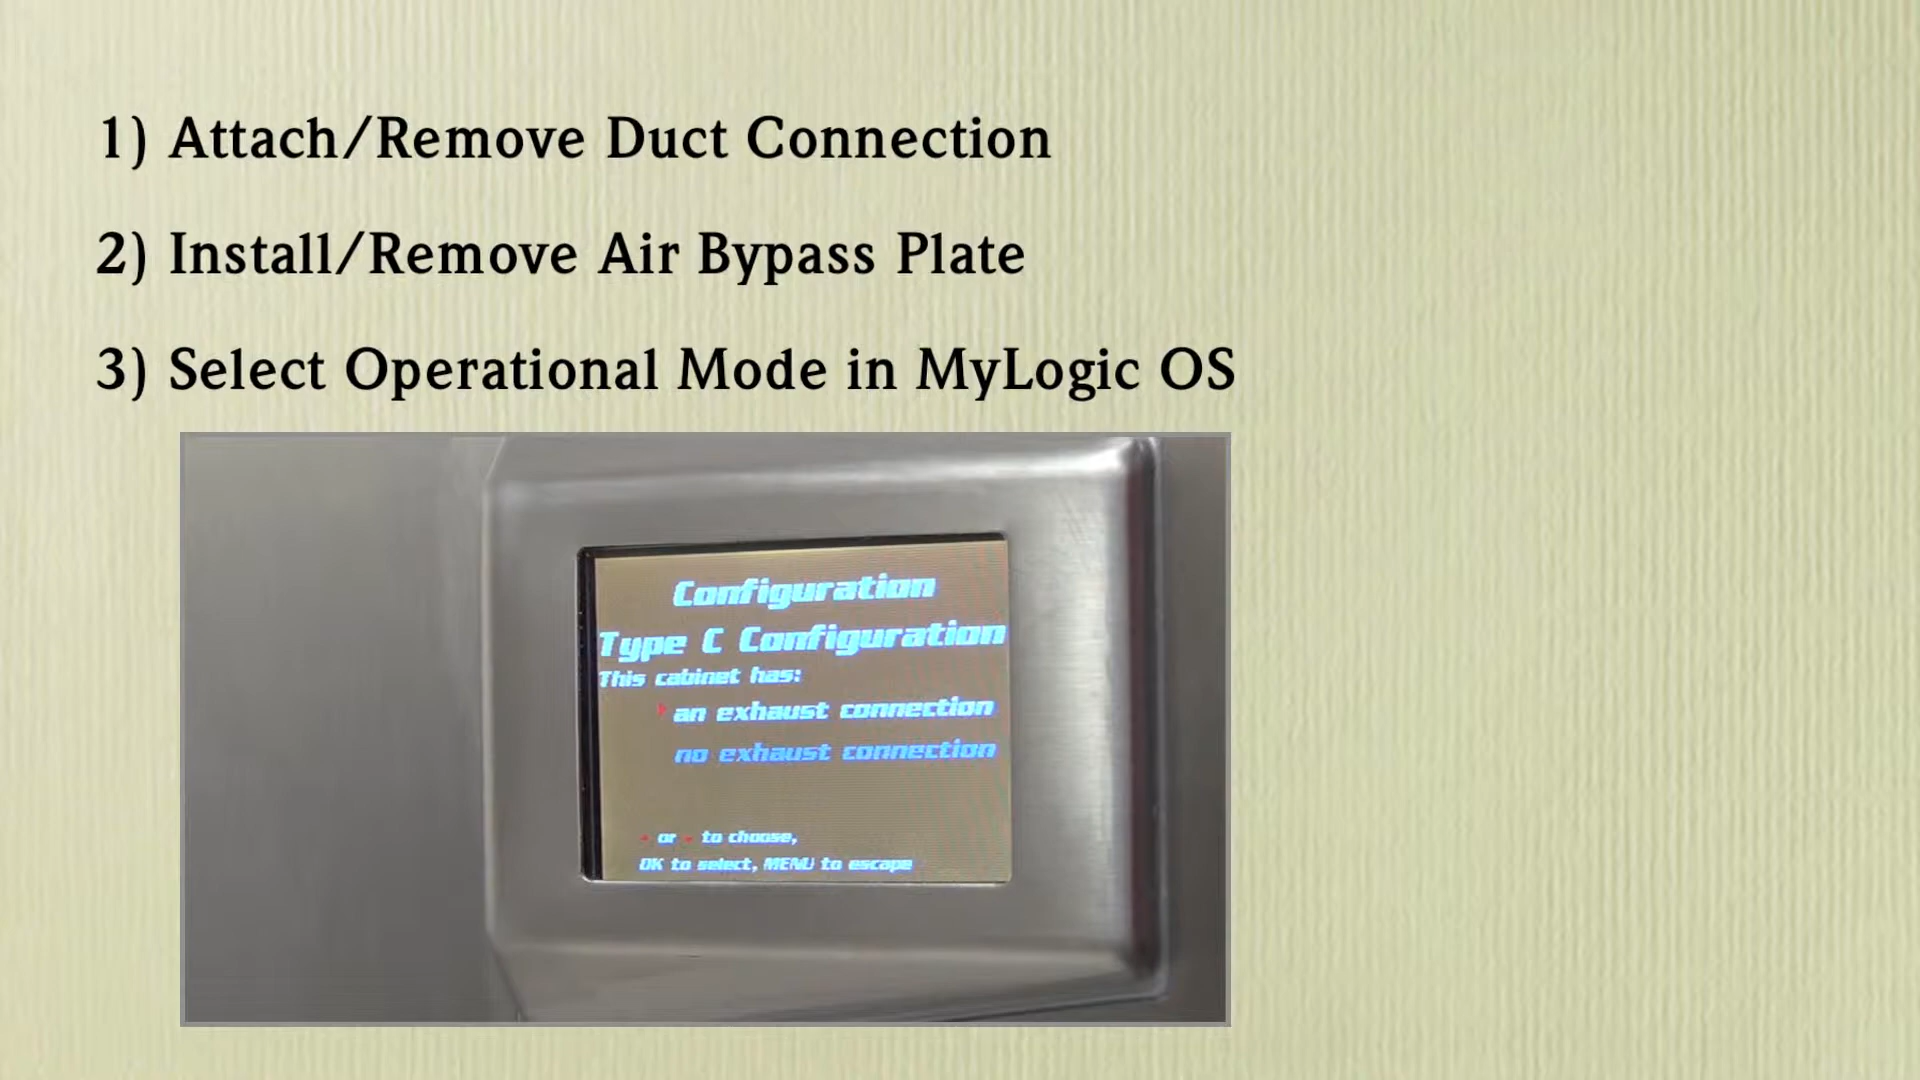 1) Attach/Remove Duct Connection
2) Install/Remove Air Bypass Plate
3) Select Operational Mode in MyLogic OS
Configuration
Type C Configuration
This cabinet has:
an exhaust connection
no exhaust connection
or to choose,
OK to select, MENU to escape